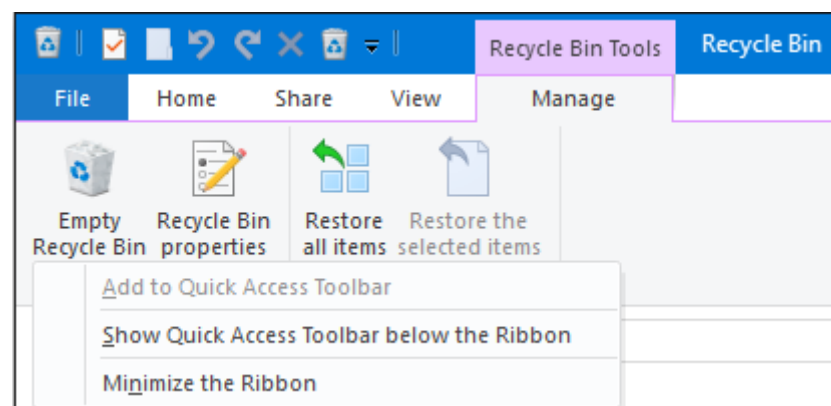 Recycle Bin Tools Recycle Bin
File Home Share View Manage
Empty Recycle Bin Restore Restore the
Recycle Bin properties all items selected items
Add to Quick Access Toolbar
Show Quick Access Toolbar below the Ribbon
Minimize the Ribbon